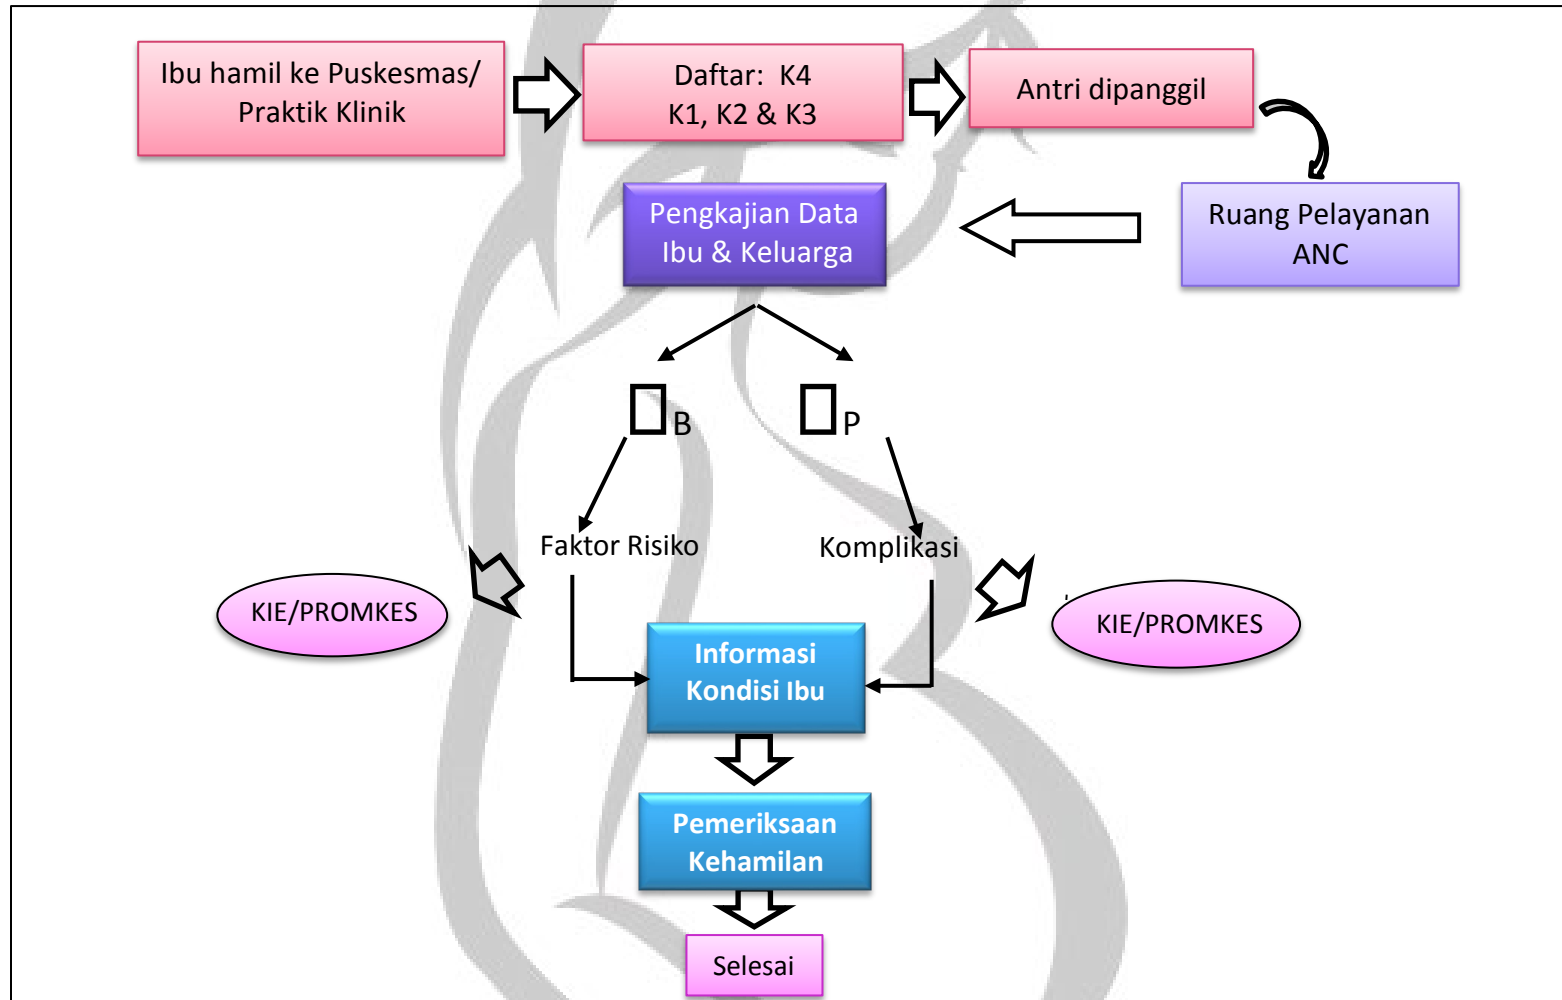 Ibu hamil ke Puskesmas/
Praktik Klinik
Daftar: K4
K1, K2 & K3
Antri dipanggil
Ruang Pelayanan
ANC
Pengkajian Data
Ibu & Keluarga
B
P
Faktor Risiko
Komplikasi
KIE/PROMKES
KIE/PROMKES
Informasi
Kondisi Ibu
Pemeriksaan
Kehamilan
Selesai